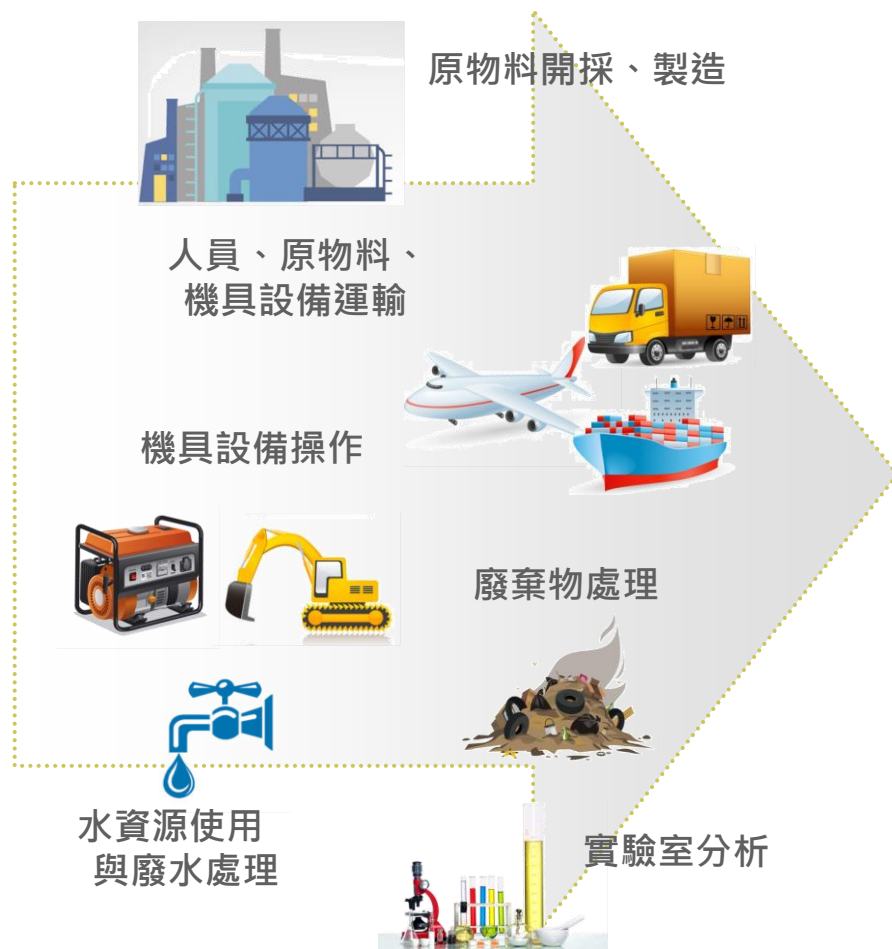 原物料開採、製造
人員、原物料、
機具設備運輸
機具設備操作
廢棄物處理
水資源使用
與廢水處理
實驗室分析